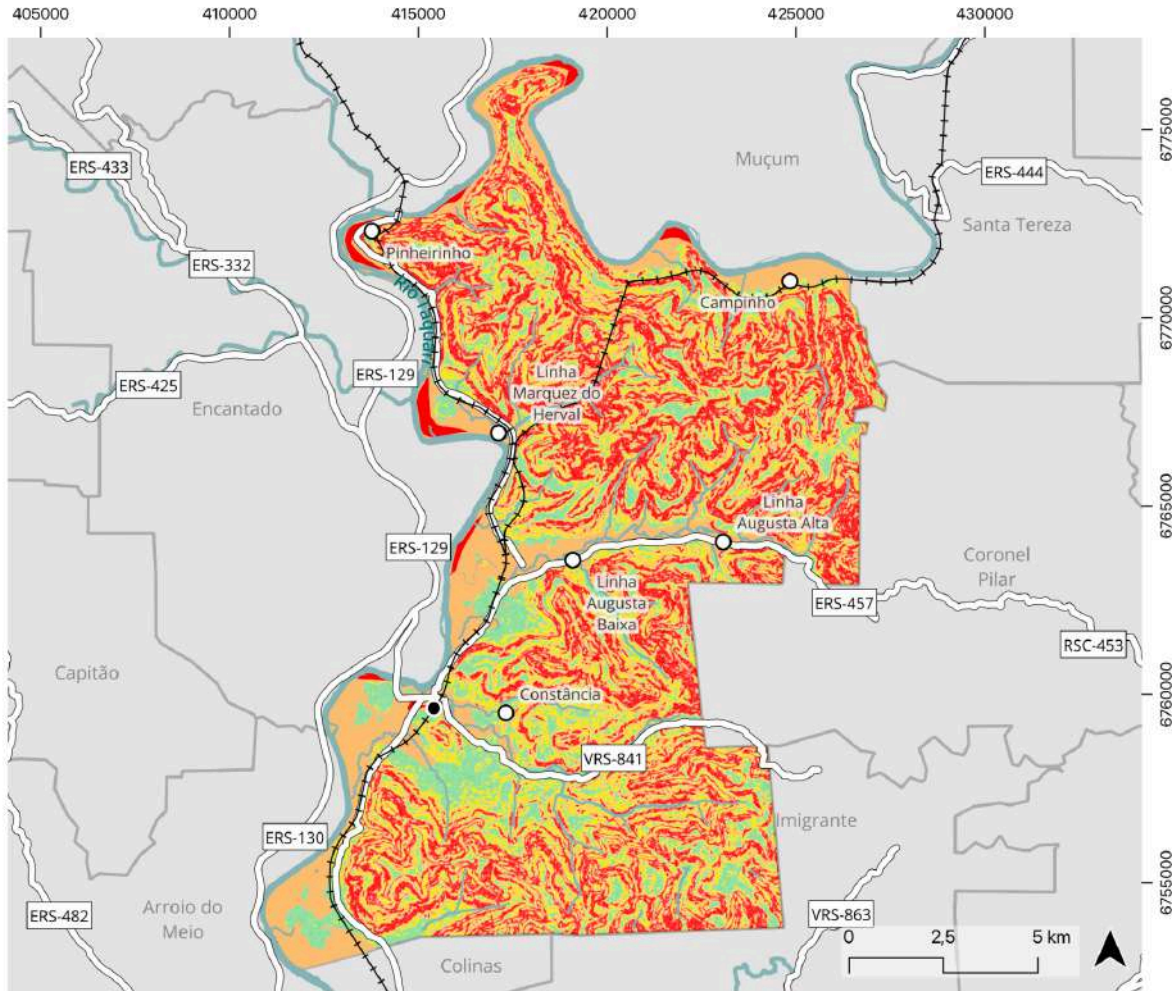 405000
410000
415000
420000
425000
430000
6775000
Muçum
ERS-433
ERS-444
Santa Tereza
Pinheirinho
ERS-332
Campinho
6770000
Rio Taquari
Linha
Marquez do
Herval
ERS-129
ERS-425
Encantado
6765000
Linha
Augusta Alta
ERS-129
Coronel
Pilar
Linha
Augusta
Baixa
ERS-457
RSC-453
Capitão
Constância
6760000
VRS-841
Imigrante
ERS-130
6755000
Arroio do
Meio
ERS-482
VRS-863
0
2,5
5 km
Colinas